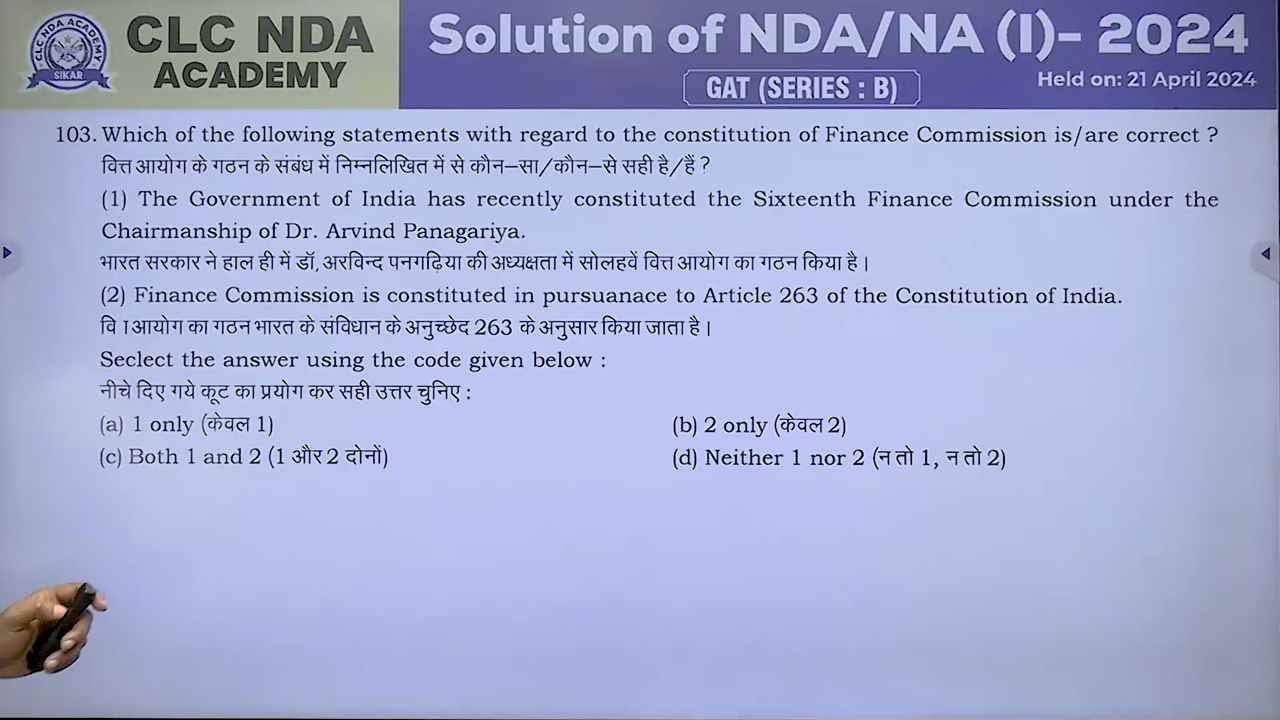 CLC NDA ACADEMY
SIKAR
CLC NDA
ACADEMY
Solution of NDA/NA (I)- 2024
GAT (SERIES : B)
Held on: 21 April 2024
103. Which of the following statements with regard to the constitution of Finance Commission is/are correct ?
वित्त आयोग के गठन के संबंध में निम्नलिखित में से कौन–सा/कौन–से सही है/हैं ?
(1) The Government of India has recently constituted the Sixteenth Finance Commission under the
Chairmanship of Dr. Arvind Panagariya.
भारत सरकार ने हाल ही में डॉ, अरविन्द पनगढ़िया की अध्यक्षता में सोलहवें वित्त आयोग का गठन किया है।
(2) Finance Commission is constituted in pursuanace to Article 263 of the Constitution of India.
वि । आयोग का गठन भारत के संविधान के अनुच्छेद 263 के अनुसार किया जाता है।
Seclect the answer using the code given below :
नीचे दिए गये कूट का प्रयोग कर सही उत्तर चुनिए :
(a) 1 only (केवल 1)
(b) 2 only (केवल 2)
(c) Both 1 and 2 (1 और 2 दोनों)
(d) Neither 1 nor 2 (न तो 1, न तो 2)